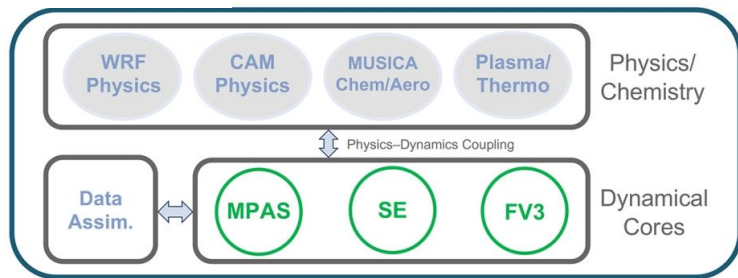 WRF
Physics
CAM
Physics
MUSICA
Chem/Aero
Plasma/
Thermo
Physics/
Chemistry
Physics–Dynamics Coupling
Data
Assim.
MPAS
SE
FV3
Dynamical
Cores